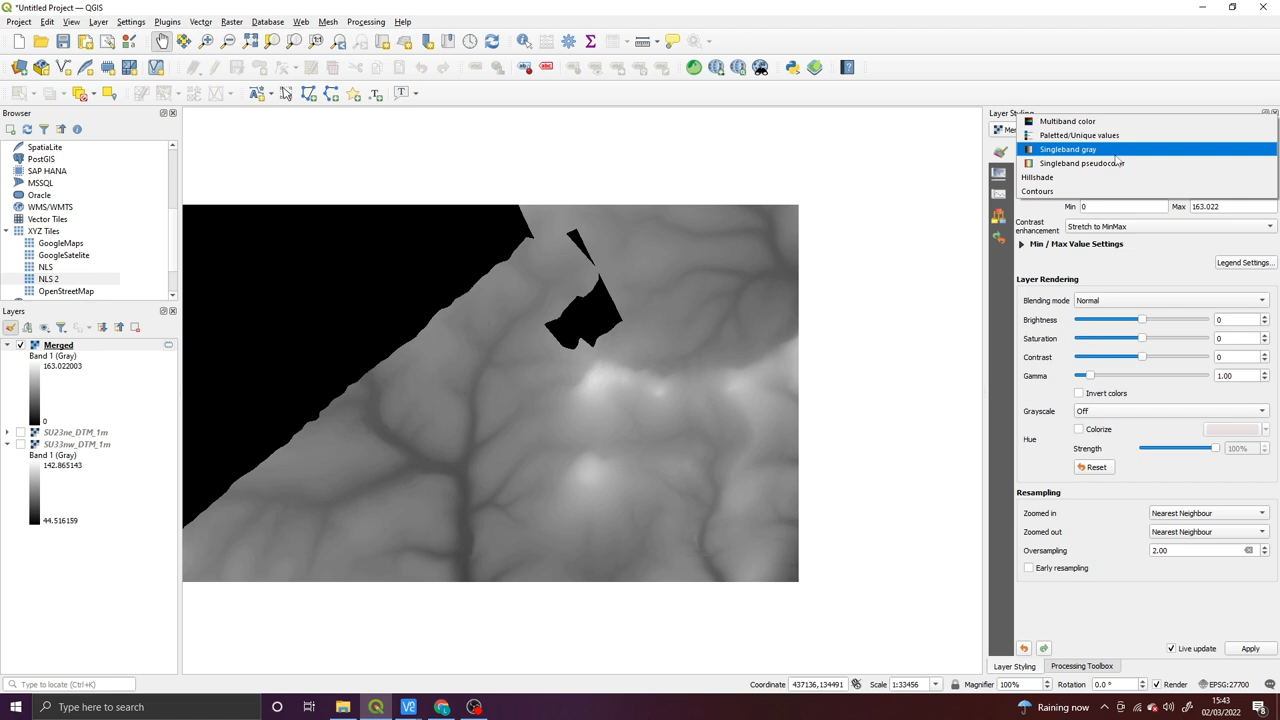 *Untitled Project — QGIS
Project Edit View Layer Settings Plugins Vector Raster Database Web Mesh Processing Help
Browser
SpatiaLite
PostGIS
SAP HANA
MSSQL
Oracle
WMS/WMTS
Vector Tiles
XYZ Tiles
GoogleMaps
GoogleSatelite
NLS
NLS 2
OpenStreetMap
Layers
Merged
Band 1 (Gray)
163.022003
0
SU23ne_DTM_1m
SU33nw_DTM_1m
Band 1 (Gray)
142.865143
44.516159
Layer Styling
Multiband color
Paletted/Unique values
Singleband gray
Singleband pseudocolor
Hillshade
Contours
Min 0 Max 163.022
Contrast enhancement Stretch to MinMax
Min / Max Value Settings
Legend Settings...
Layer Rendering
Blending mode Normal
Brightness 0
Saturation 0
Contrast 0
Gamma 1.00
Invert colors
Grayscale Off
Hue Colorize
Strength 100%
Reset
Resampling
Zoomed in Nearest Neighbour
Zoomed out Nearest Neighbour
Oversampling 2.00
Early resampling
Live update Apply
Layer Styling Processing Toolbox
Type to locate (Ctrl+K) Coordinate 437136,134491 Scale 1:33456 Magnifier 100% Rotation 0.0 ° Render EPSG:27700
Type here to search Raining now 15:43
02/03/2022